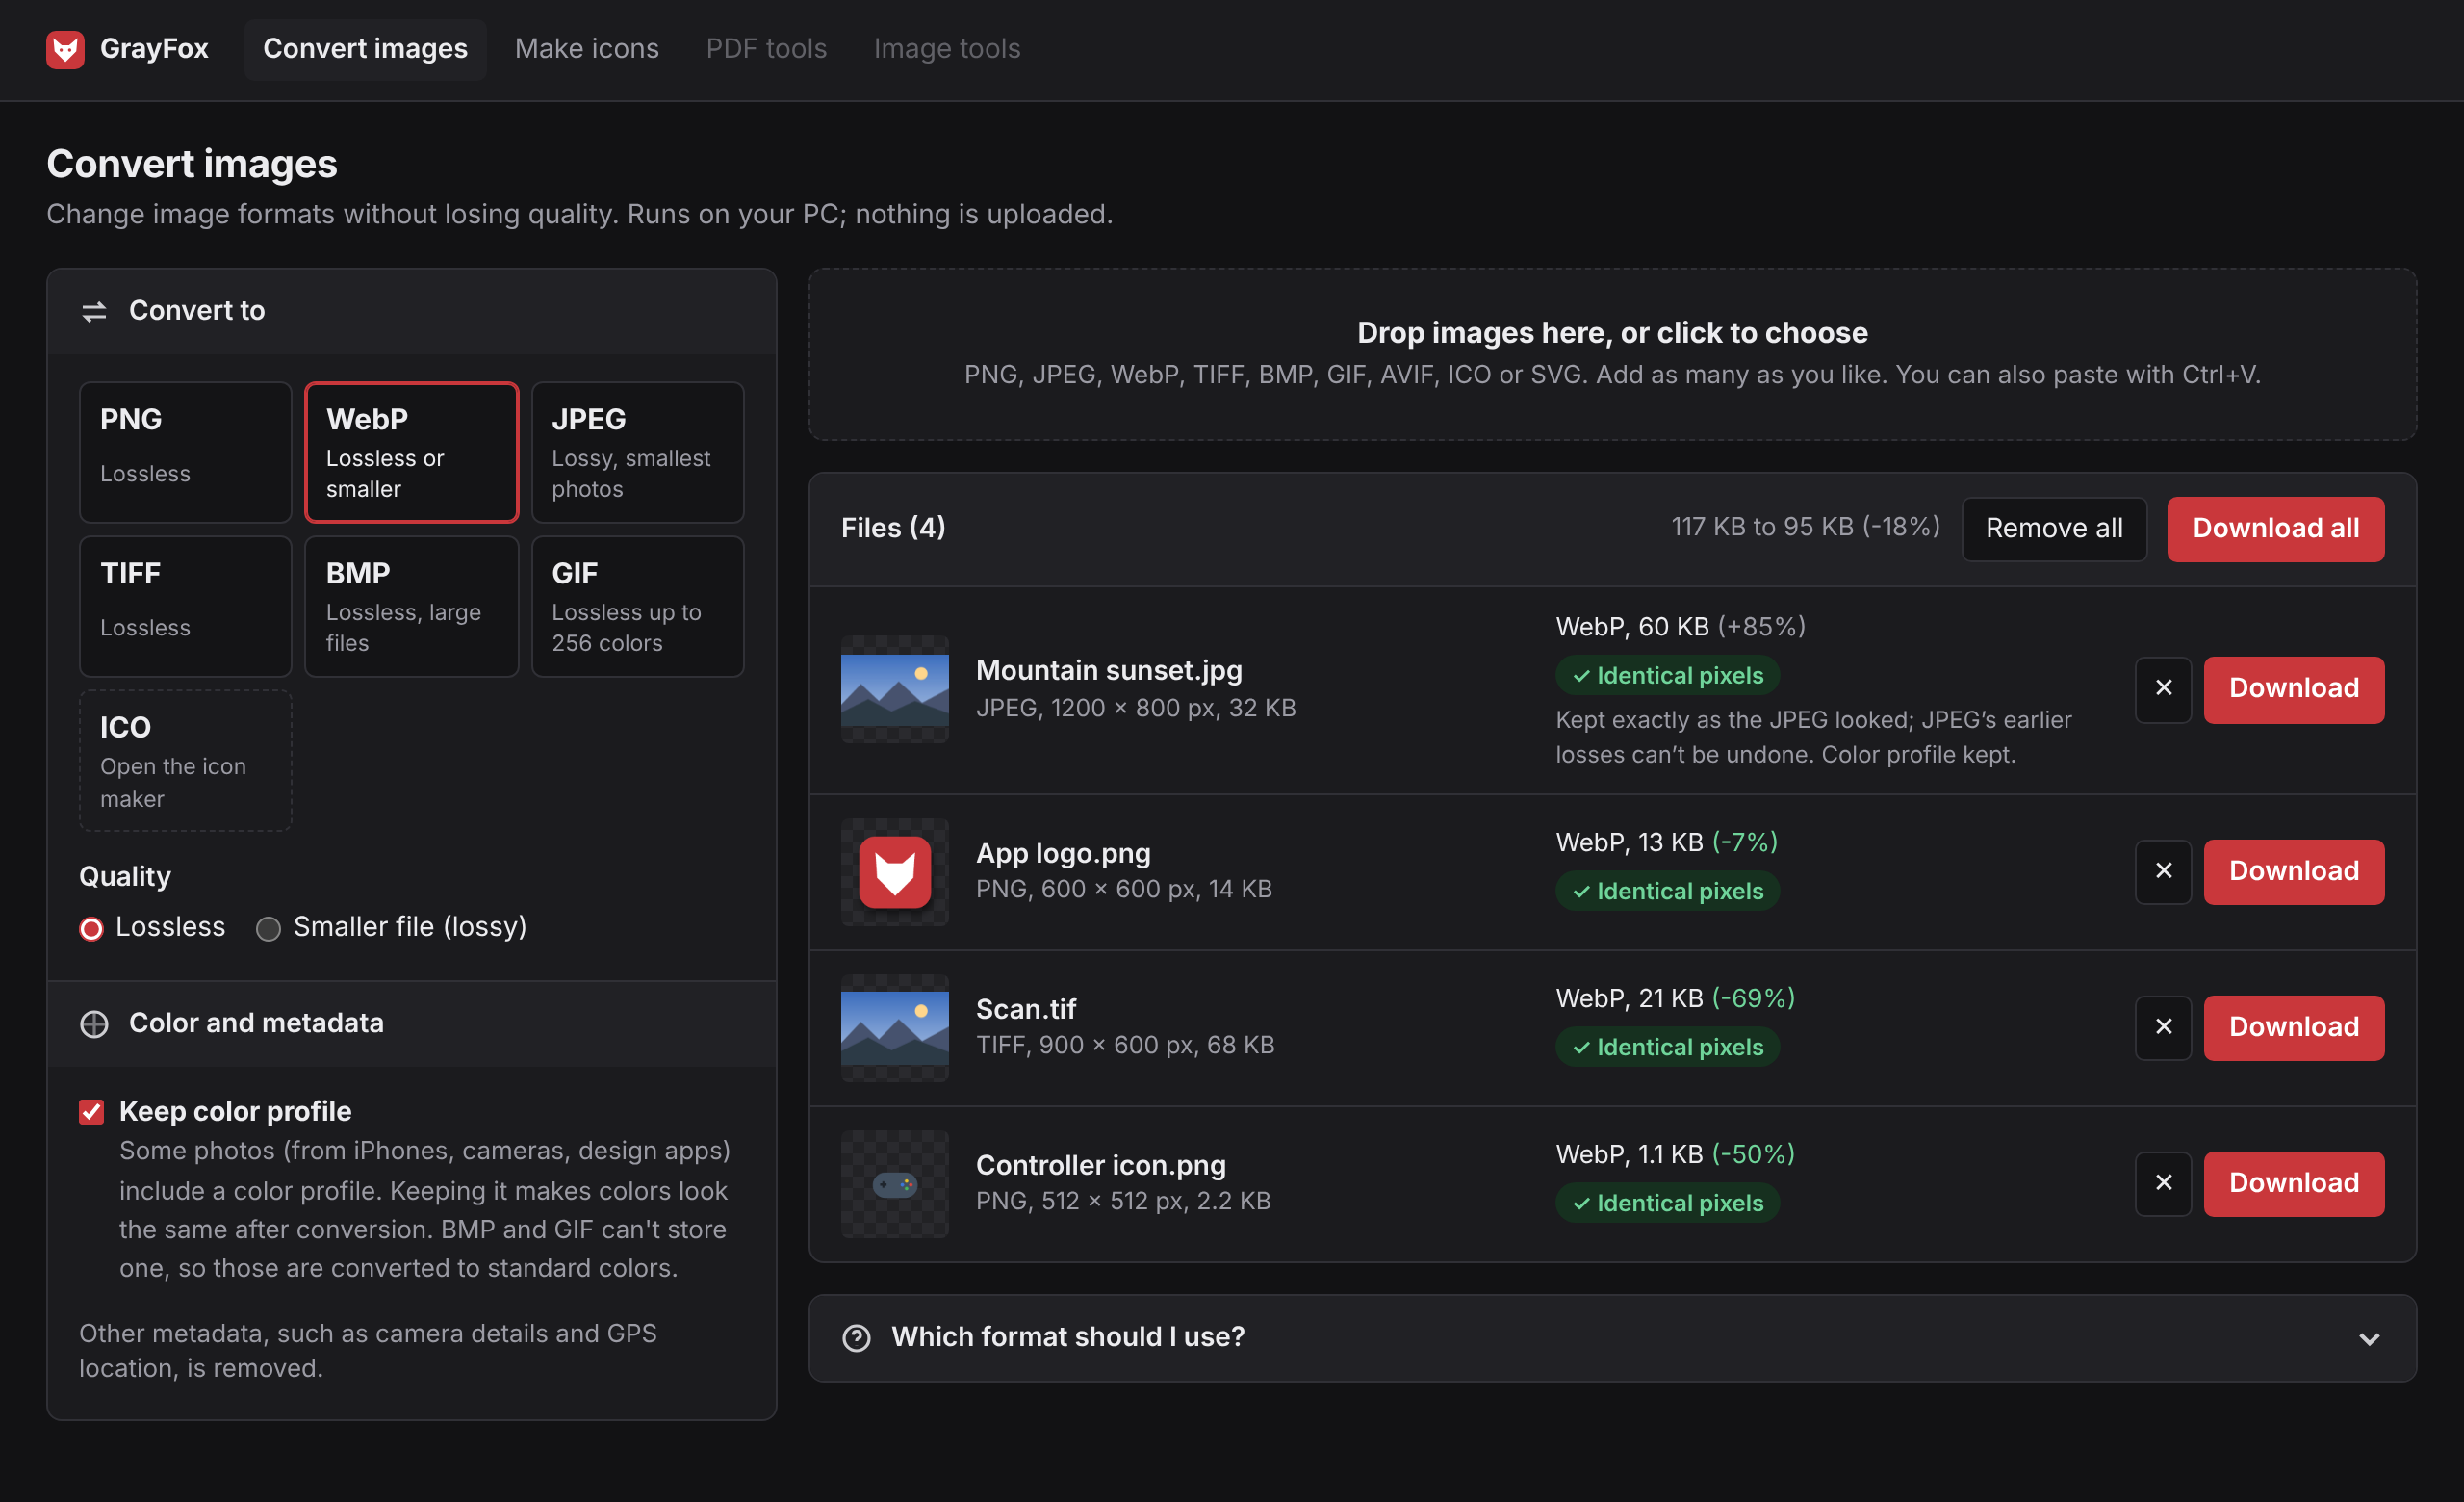 GrayFox
Convert images
Make icons
PDF tools
Image tools
Convert images
Change image formats without losing quality. Runs on your PC; nothing is uploaded.
Convert to
PNG
Lossless
WebP
Lossless or
smaller
JPEG
Lossy, smallest
photos
TIFF
Lossless
BMP
Lossless, large
files
GIF
Lossless up to
256 colors
ICO
Open the icon
maker
Quality
Lossless
Smaller file (lossy)
Color and metadata
Keep color profile
Some photos (from iPhones, cameras, design apps)
include a color profile. Keeping it makes colors look
the same after conversion. BMP and GIF can't store
one, so those are converted to standard colors.
Other metadata, such as camera details and GPS
location, is removed.
Drop images here, or click to choose
PNG, JPEG, WebP, TIFF, BMP, GIF, AVIF, ICO or SVG. Add as many as you like. You can also paste with Ctrl+V.
Files (4)
117 KB to 95 KB (-18%)
Remove all
Download all
Mountain sunset.jpg
JPEG, 1200 × 800 px, 32 KB
WebP, 60 KB (+85%)
✓ Identical pixels
Kept exactly as the JPEG looked; JPEG’s earlier
losses can’t be undone. Color profile kept.
✕
Download
App logo.png
PNG, 600 × 600 px, 14 KB
WebP, 13 KB (-7%)
✓ Identical pixels
✕
Download
Scan.tif
TIFF, 900 × 600 px, 68 KB
WebP, 21 KB (-69%)
✓ Identical pixels
✕
Download
Controller icon.png
PNG, 512 × 512 px, 2.2 KB
WebP, 1.1 KB (-50%)
✓ Identical pixels
✕
Download
Which format should I use?